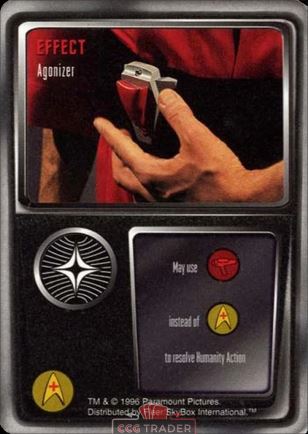 EFFECT
Agonizer
May use
instead of
to resolve Humanity Action
TM & © 1996 Paramount Pictures.
Distributed by Fleer SkyBox International.™
CCG TRADER